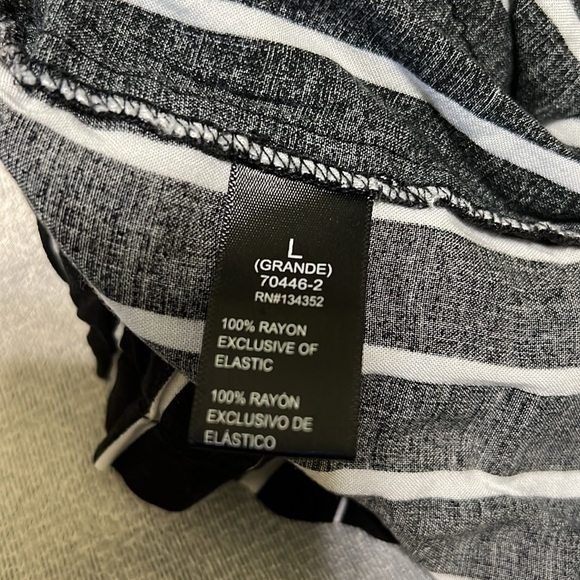 L
(GRANDE)
70446-2
RN#134352
100% RAYON
EXCLUSIVE OF
ELASTIC
100% RAYÓN
EXCLUSIVO DE
ELÁSTICO